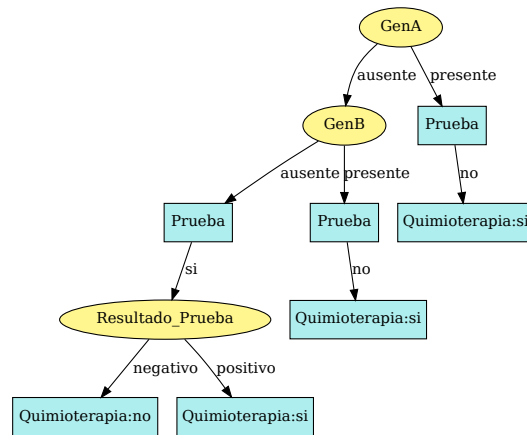 GenA
ausente
presente
GenB
Prueba
ausente
presente
no
Prueba
Prueba
Quimioterapia:si
si
no
Resultado_Prueba
Quimioterapia:si
negativo
positivo
Quimioterapia:no
Quimioterapia:si